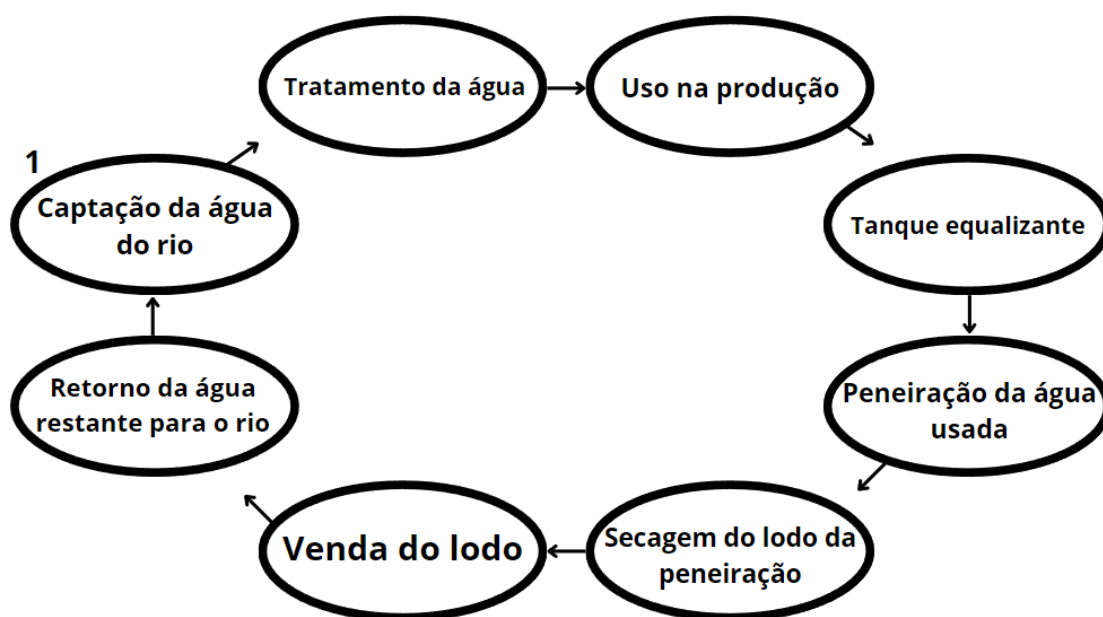 1
Captação da água
do rio
Tratamento da água
Uso na produção
Tanque equalizante
Peneiração da água
usada
Secagem do lodo da
peneiração
Venda do lodo
Retorno da água
restante para o rio